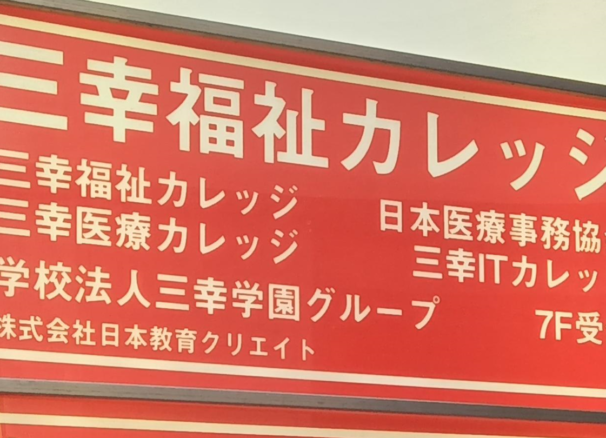 三幸福祉カレッジ
三幸福祉カレッジ
三幸医療カレッジ
日本医療事務協
三幸ITカレッ
学校法人三幸学園グループ
7F受
株式会社日本教育クリエイト